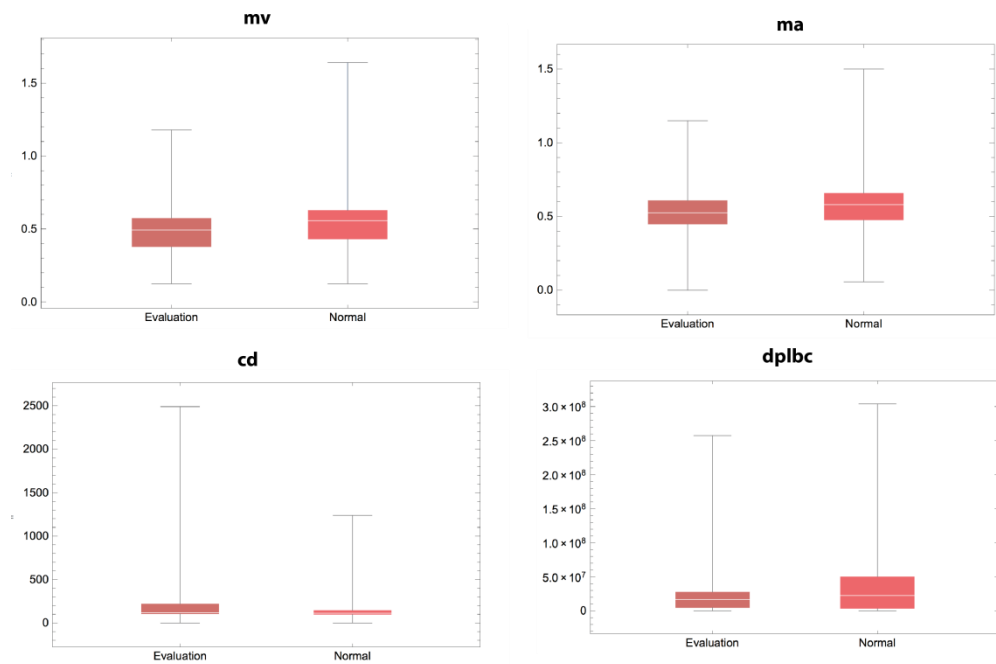 mv
1.5
1.0
0.5
0.0
Evaluation Normal
ma
1.5
1.0
0.5
0.0
Evaluation Normal
cd
2500
2000
1500
1000
500
0
Evaluation Normal
dplbc
3.0 × 10⁸
2.5 × 10⁸
2.0 × 10⁸
1.5 × 10⁸
1.0 × 10⁸
5.0 × 10⁷
0
Evaluation Normal